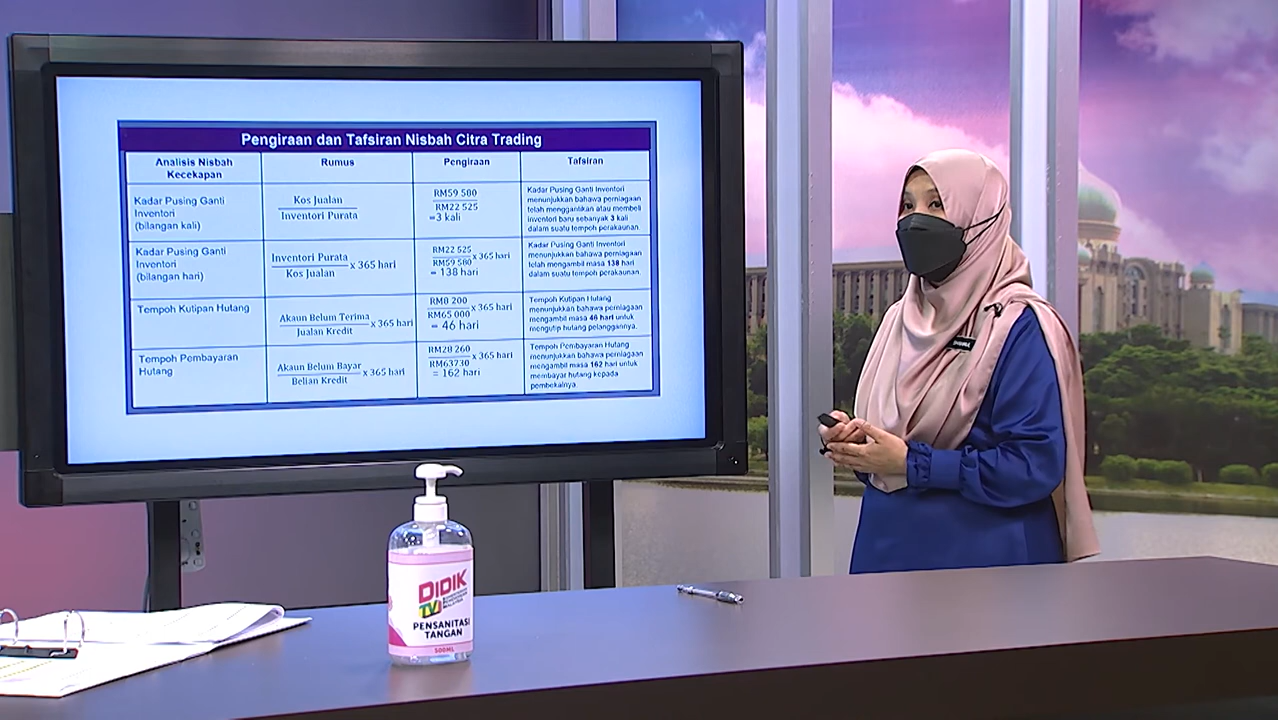 Pengiraan dan Tafsiran Nisbah Citra Trading
Analisis Nisbah
Kecekapan
Rumus
Pengiraan
Tafsiran
Kadar Pusing Ganti
Inventori
(bilangan kali)
Kos Jualan
Inventori Purata
RM59 580
RM22 525
=3 kali
Kadar Pusing Ganti Inventori
menunjukkan bahawa perniagaan
telah menggantikan atau membeli
inventori baru sebanyak 3 kali
dalam suatu tempoh perakaunan.
Kadar Pusing Ganti
Inventori
(bilangan hari)
Inventori Purata
Kos Jualan
x 365 hari
RM22 525
RM59 580
x 365 hari
= 138 hari
Kadar Pusing Ganti Inventori
menunjukkan bahawa perniagaan
telah mengambil masa 138 hari
dalam suatu tempoh perakaunan.
Tempoh Kutipan Hutang
Akaun Belum Terima
Jualan Kredit
x 365 hari
RM8 200
RM65 000
x 365 hari
= 46 hari
Tempoh Kutipan Hutang
menunjukkan bahawa perniagaan
mengambil masa 46 hari untuk
mengutip hutang pelanggannya.
Tempoh Pembayaran
Hutang
Akaun Belum Bayar
Belian Kredit
x 365 hari
RM28 260
RM63730
x 365 hari
= 162 hari
Tempoh Pembayaran Hutang
menunjukkan bahawa perniagaan
mengambil masa 162 hari untuk
membayar hutang kepada
pembekalnya.
DIDIK
TV
KEMENTERIAN
PENDIDIKAN
MALAYSIA
PENSANITASI
TANGAN
500ML